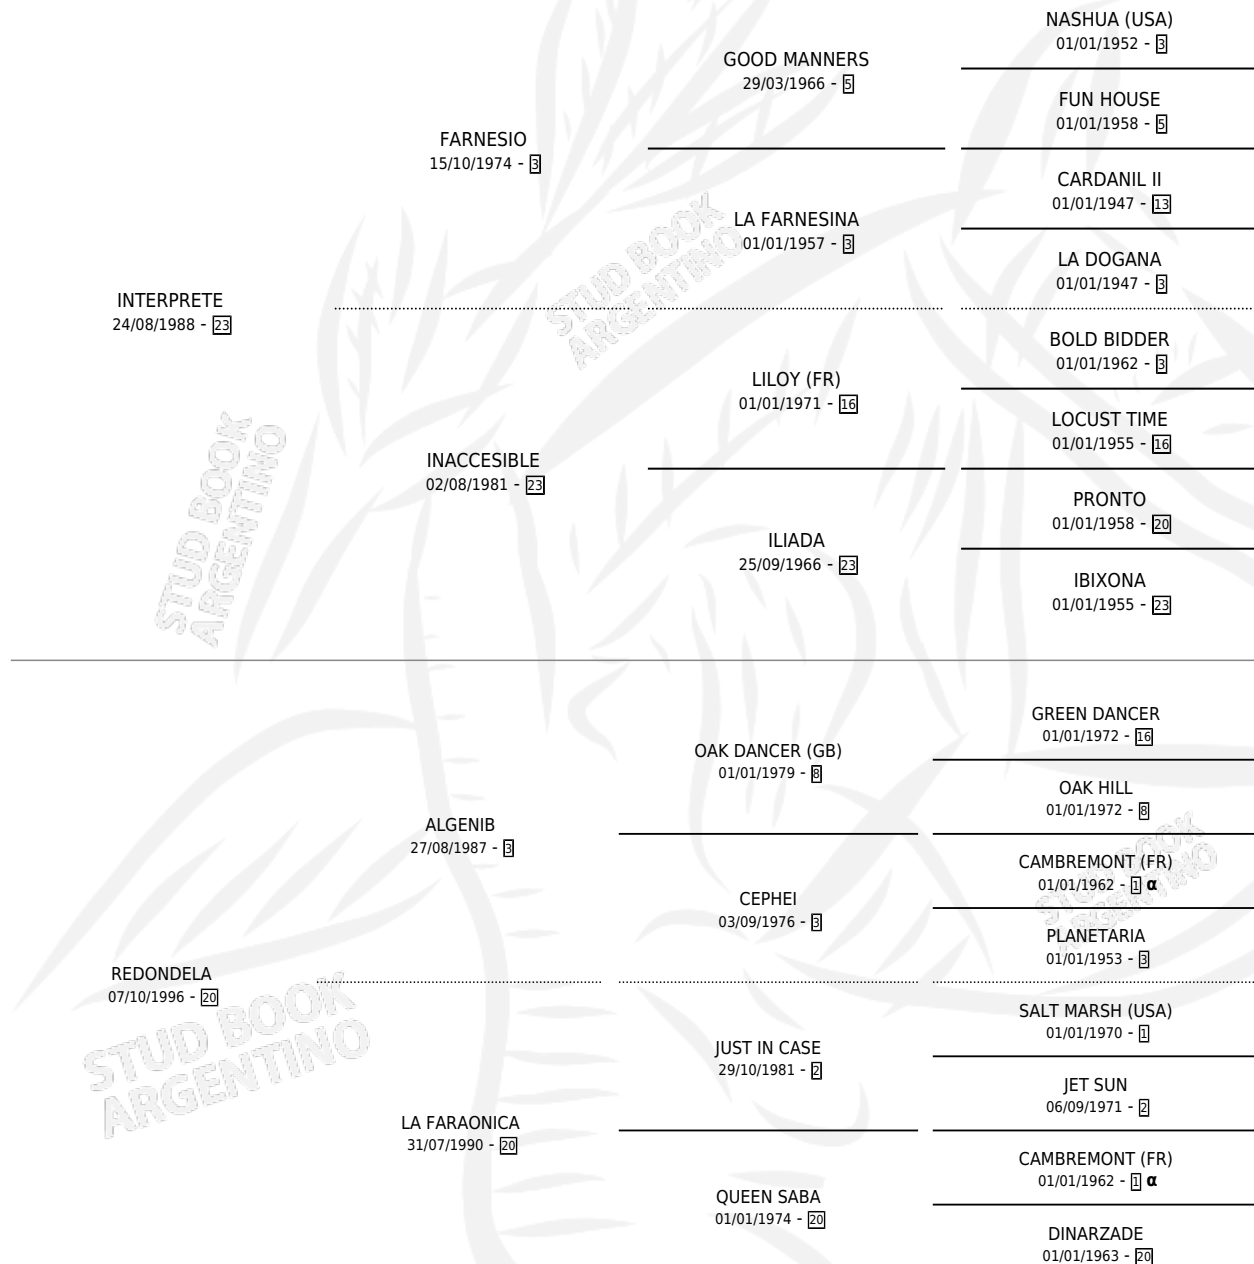 NASHUA (USA)
01/01/1952 - 3
GOOD MANNERS
29/03/1966 - 5
FUN HOUSE
01/01/1958 - 5
FARNESIO
15/10/1974 - 3
CARDANIL II
01/01/1947 - 13
LA FARNESINA
01/01/1957 - 3
LA DOGANA
01/01/1947 - 3
INTERPRETE
24/08/1988 - 23
BOLD BIDDER
01/01/1962 - 3
LILOY (FR)
01/01/1971 - 16
LOCUST TIME
01/01/1955 - 16
INACCESIBLE
02/08/1981 - 23
PRONTO
01/01/1958 - 20
ILIADA
25/09/1966 - 23
IBIXONA
01/01/1955 - 23
STUD BOOK
ARGENTINO
STUD BOOK
ARGENTINO
GREEN DANCER
01/01/1972 - 16
OAK DANCER (GB)
01/01/1979 - 8
OAK HILL
01/01/1972 - 8
ALGENIB
27/08/1987 - 3
CAMBREMONT (FR)
01/01/1962 - 1 α
CEPHEI
03/09/1976 - 3
PLANETARIA
01/01/1953 - 3
STUD BOOK
ARGENTINO
REDONDELA
07/10/1996 - 20
SALT MARSH (USA)
01/01/1970 - 1
JUST IN CASE
29/10/1981 - 2
JET SUN
06/09/1971 - 2
STUD BOOK
ARGENTINO
LA FARAONICA
31/07/1990 - 20
CAMBREMONT (FR)
01/01/1962 - 1 α
QUEEN SABA
01/01/1974 - 20
DINARZADE
01/01/1963 - 20